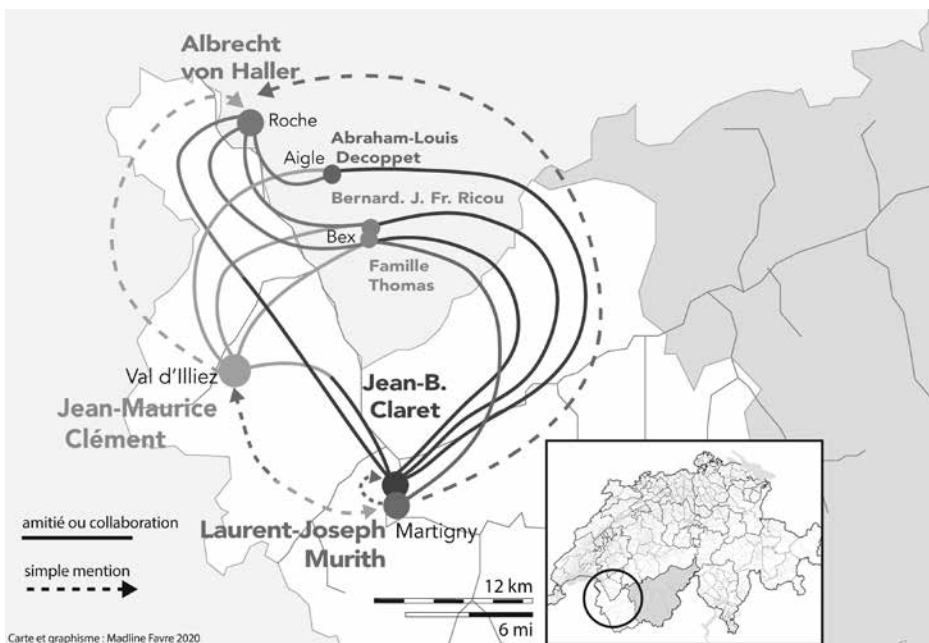 Albrecht
von Haller
Roche
Abraham-Louis
Decoppet
Aigle
Bernard. J. Fr. Ricou
Bex
Famille
Thomas
Val d'Illiez
Jean-Maurice
Clément
Jean-B.
Claret
Laurent-Joseph
Murith
Martigny
amitié ou collaboration
simple mention
12 km
6 mi
Carte et graphisme : Madline Favre 2020